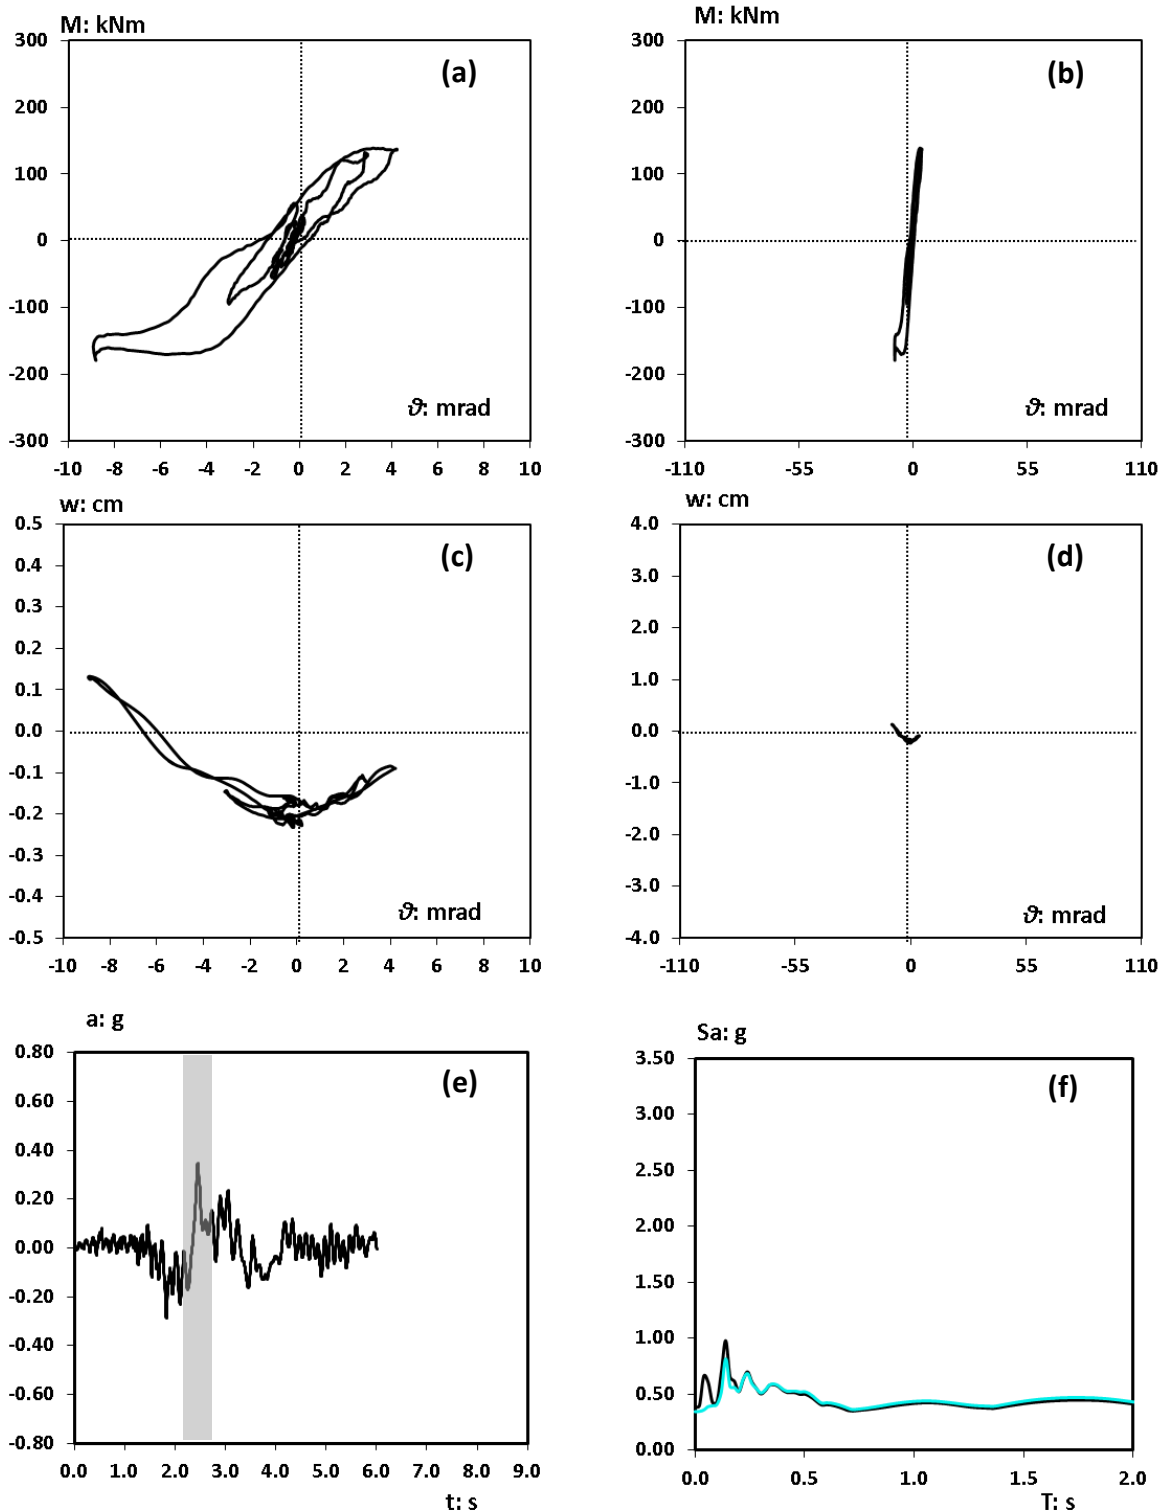 M: kNm
300
(a)
200
100
0
-100
-200
ϑ: mrad
-300
-10 -8 -6 -4 -2 0 2 4 6 8 10
M: kNm
300
(b)
200
100
0
-100
-200
ϑ: mrad
-300
-110 -55 0 55 110
w: cm
0.5
(c)
0.4
0.3
0.2
0.1
0.0
-0.1
-0.2
-0.3
-0.4
ϑ: mrad
-0.5
-10 -8 -6 -4 -2 0 2 4 6 8 10
w: cm
4.0
(d)
3.0
2.0
1.0
0.0
-1.0
-2.0
-3.0
ϑ: mrad
-4.0
-110 -55 0 55 110
a: g
0.80
(e)
0.60
0.40
0.20
0.00
-0.20
-0.40
-0.60
-0.80
0.0 1.0 2.0 3.0 4.0 5.0 6.0 7.0 8.0 9.0
t: s
Sa: g
3.50
(f)
3.00
2.50
2.00
1.50
1.00
0.50
0.00
0.0 0.5 1.0 1.5 2.0
T: s